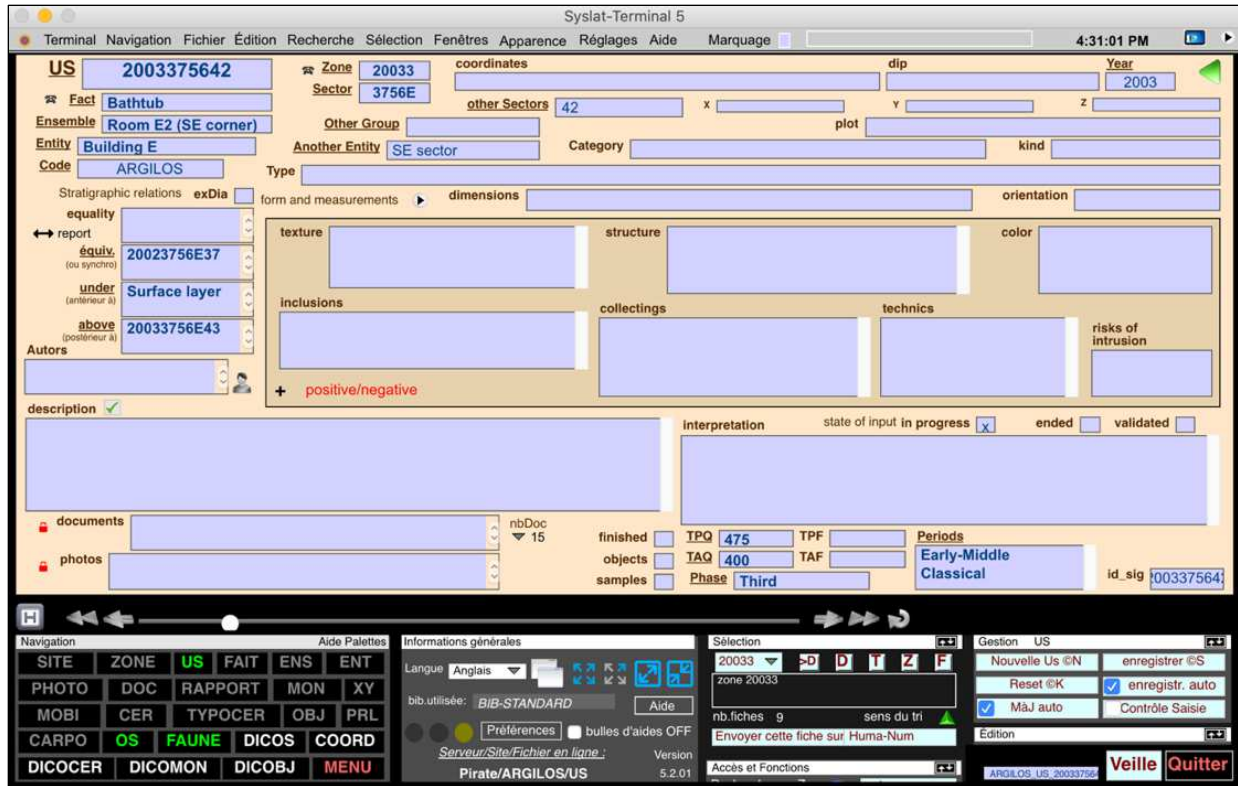 Syslat-Terminal 5
Terminal Navigation Fichier Édition Recherche Sélection Fenêtres Apparence Réglages Aide Marquage 4:31:01 PM
US 2003375642 Zone 20033 coordinates dip Year 2003
Sector 3756E
Fact Bathtub other Sectors 42 X Y Z
Ensemble Room E2 (SE corner) Other Group plot
Entity Building E Another Entity SE sector Category kind
Code ARGILOS Type
Stratigraphic relations exDia form and measurements dimensions orientation
equality
report
texture structure color
équiv. 20023756E37
(ou synchro)
under Surface layer
(antérieur à)
inclusions collectings technics
above 20033756E43
(postérieur à)
risks of
intrusion
Autors
+ positive/negative
description
interpretation state of input in progress x ended validated
documents nbDoc
15
finished TPQ 475 TPF Periods
photos objects TAQ 400 TAF Early-Middle
Classical
samples Phase Third id_sig
H
Navigation Aide Palettes
SITE ZONE US FAIT ENS ENT
PHOTO DOC RAPPORT MON XY
MOBI CER TYPOCER OBJ PRL
CARPO OS FAUNE DICOS COORD
DICOCER DICOMON DICOBJ MENU
Informations générales
Langue Anglais
bib.utilisée: BIB-STANDARD Aide
Préférences bulles d'aides OFF
Serveur/Site/Fichier en ligne : Version
Pirate/ARGILOS/US 5.2.01
Sélection
20033 >D D T Z F
zone 20033
nb.fiches 9 sens du tri
Envoyer cette fiche sur Huma-Num
Accès et Fonctions
Gestion US
Nouvelle Us ©N enregistrer ©S
Reset ©K enregistr. auto
MàJ auto Contrôle Saisie
Édition
Veille Quitter